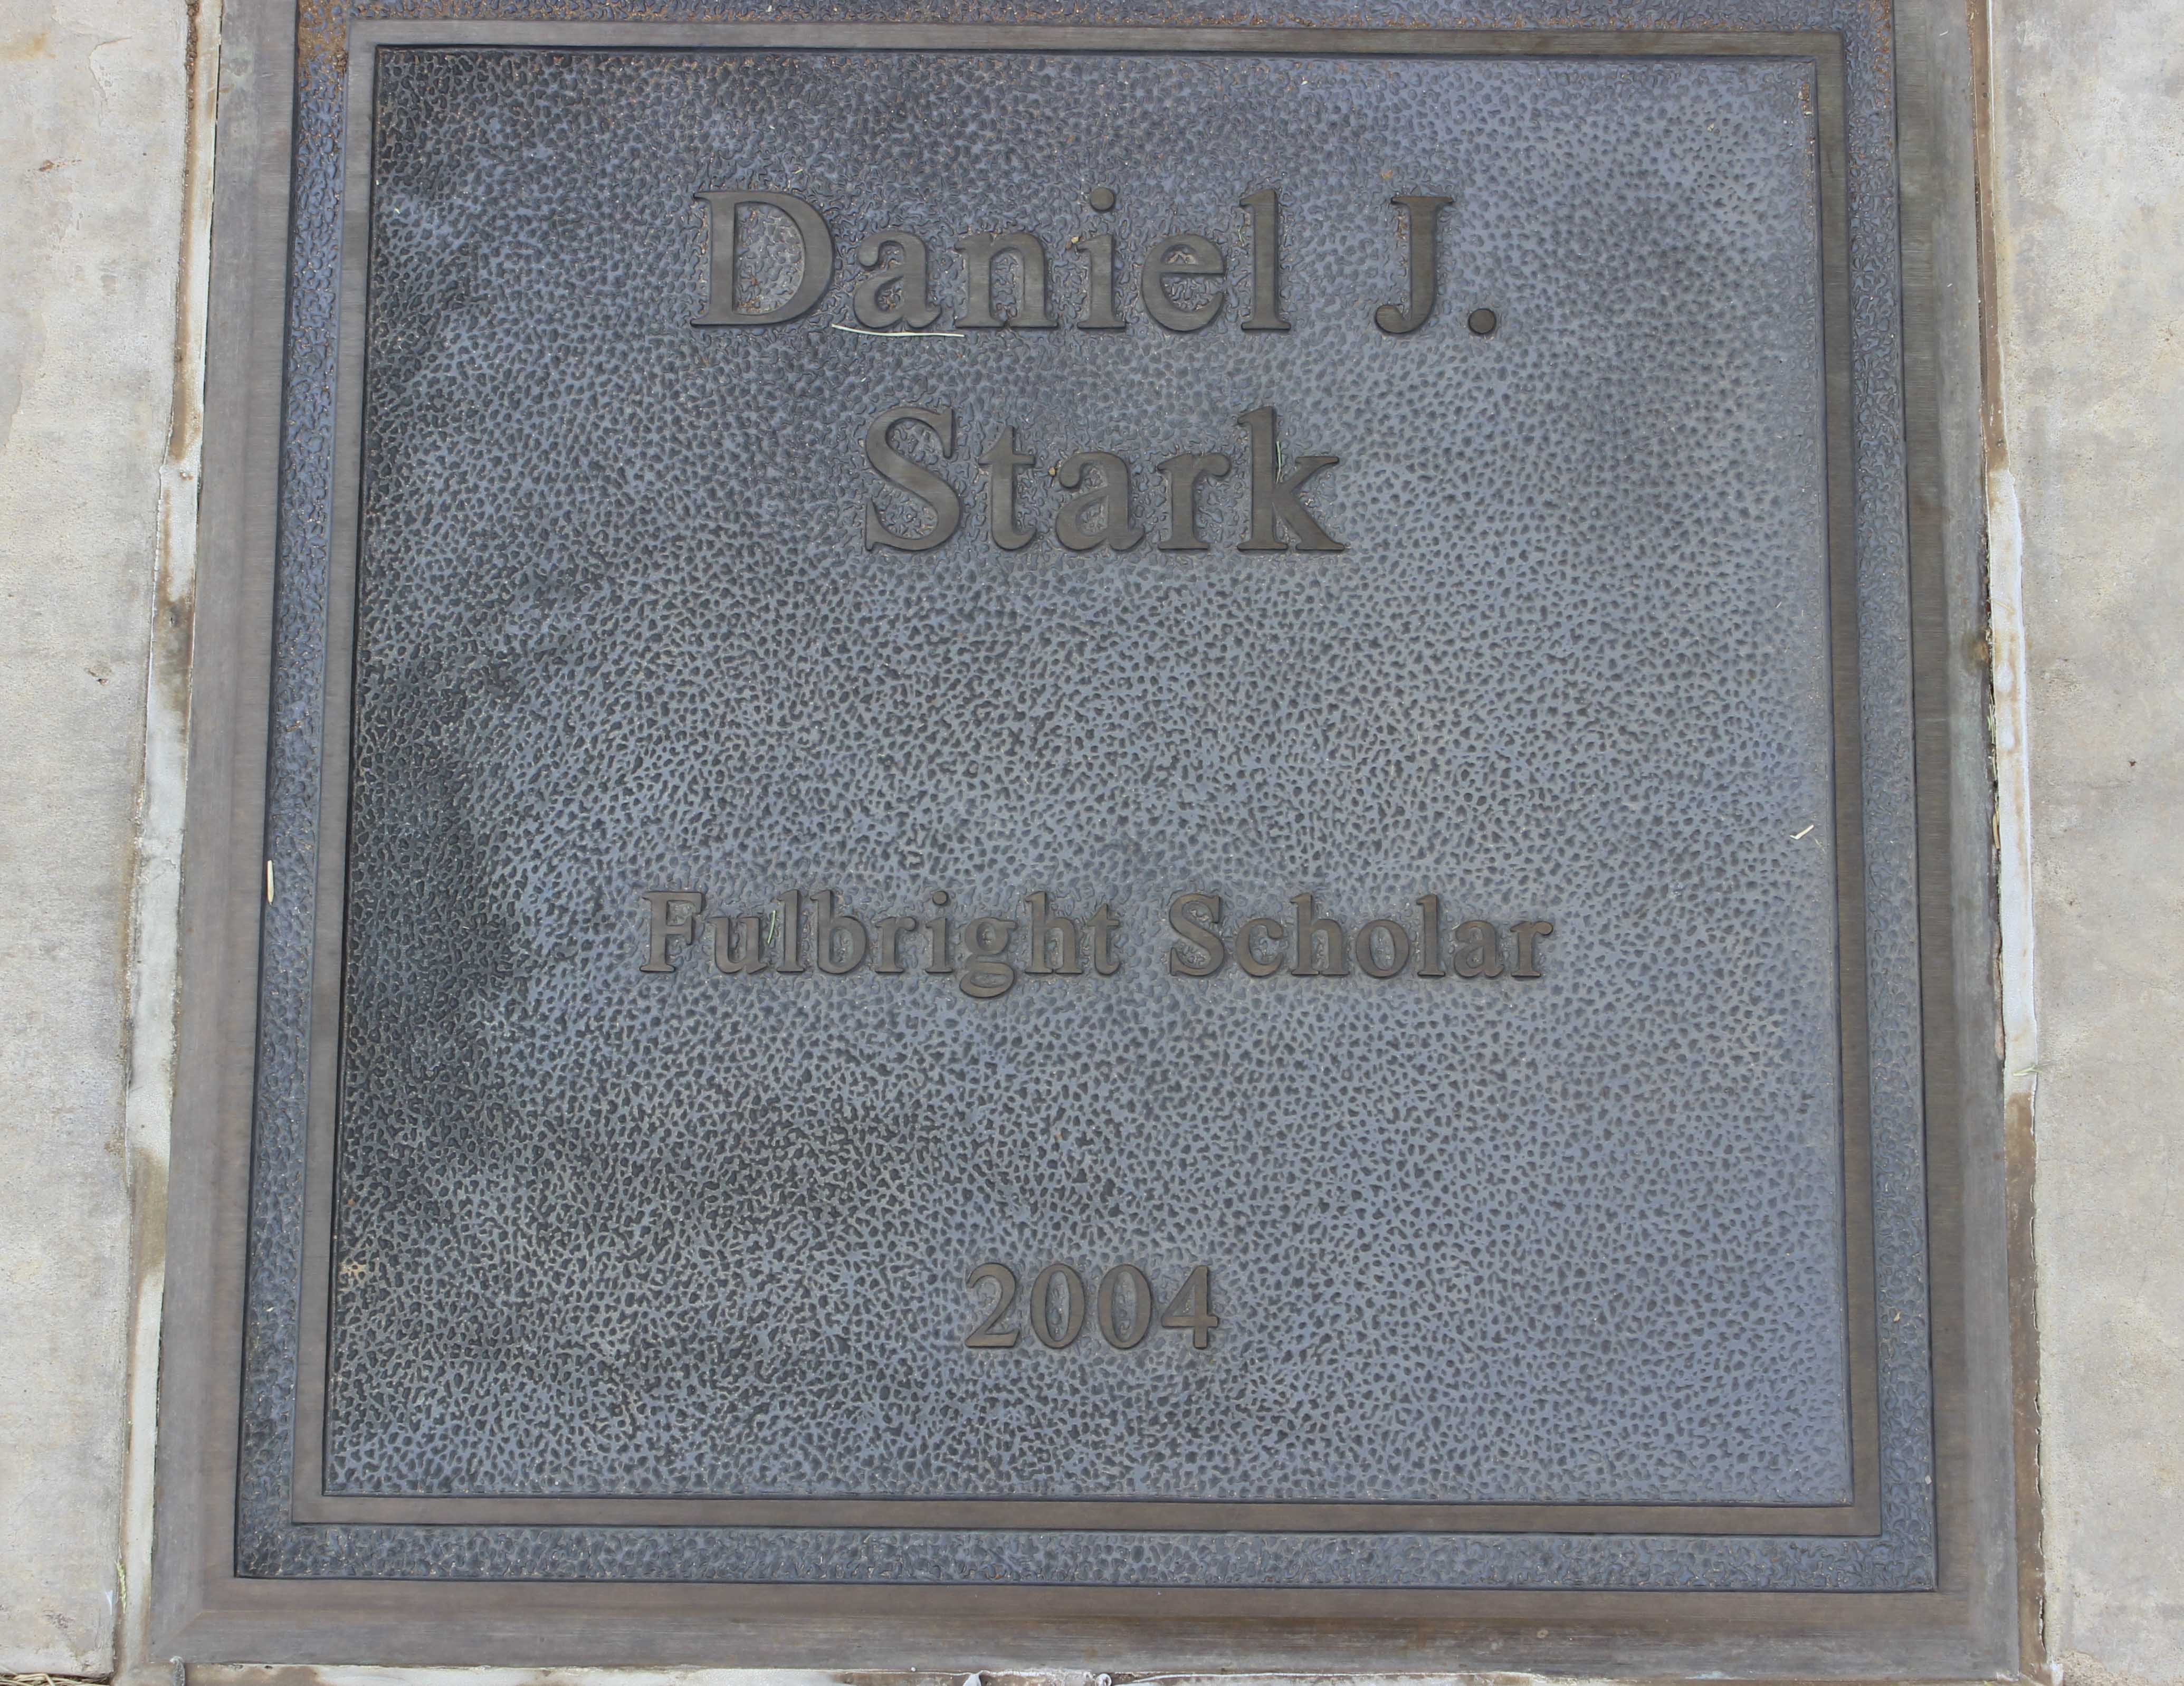 Daniel J.
Stark
Fulbright Scholar
2004